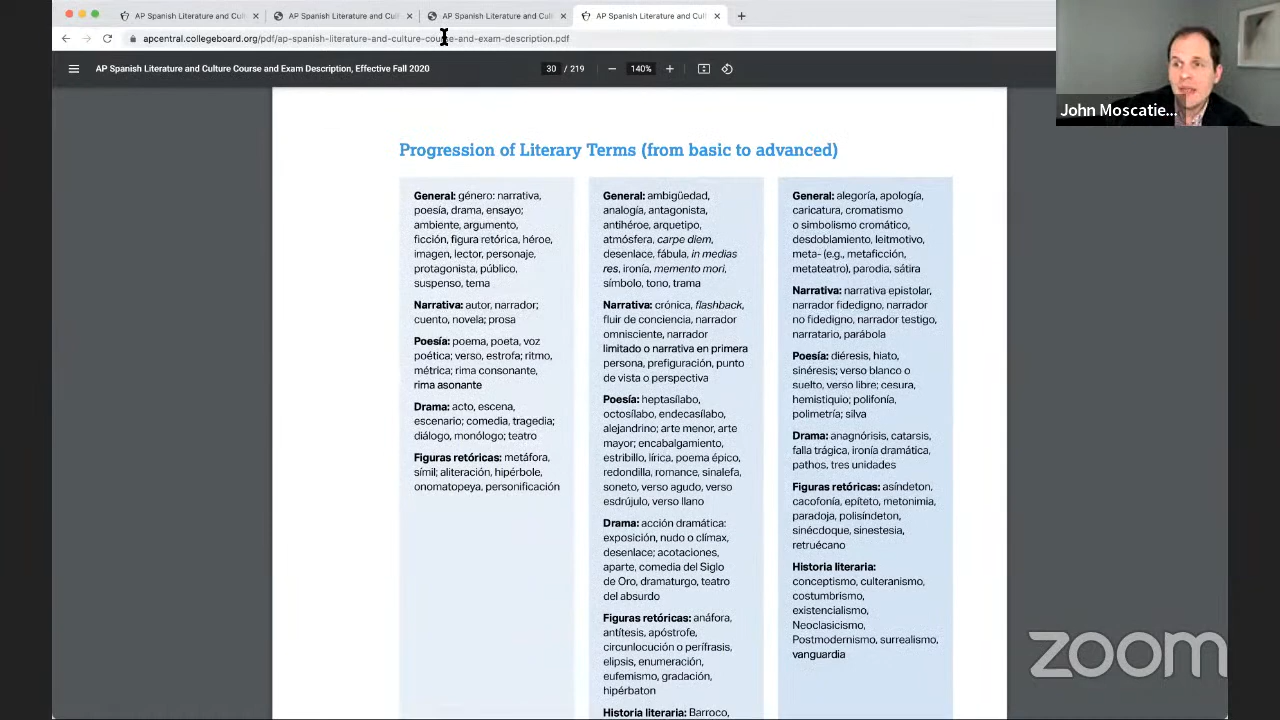 AP Spanish Literature and Cult
AP Spanish Literature and Cult
AP Spanish Literature and Cult
AP Spanish Literature and Cult
apcentral.collegeboard.org/pdf/ap-spanish-literature-and-culture-course-and-exam-description.pdf
AP Spanish Literature and Culture Course and Exam Description, Effective Fall 2020
30 / 219
140%
John Moscatie...
Progression of Literary Terms (from basic to advanced)
General: género: narrativa,
poesía, drama, ensayo;
ambiente, argumento,
ficción, figura retórica, héroe,
imagen, lector, personaje,
protagonista, público,
suspenso, tema
Narrativa: autor, narrador;
cuento, novela; prosa
Poesía: poema, poeta, voz
poética; verso, estrofa; ritmo,
métrica; rima consonante,
rima asonante
Drama: acto, escena,
escenario; comedia, tragedia;
diálogo, monólogo; teatro
Figuras retóricas: metáfora,
símil; aliteración, hipérbole,
onomatopeya, personificación
General: ambigüedad,
analogía, antagonista,
antihéroe, arquetipo,
atmósfera, carpe diem,
desenlace, fábula, in medias
res, ironía, memento mori,
símbolo, tono, trama
Narrativa: crónica, flashback,
fluir de conciencia, narrador
omnisciente, narrador
limitado o narrativa en primera
persona, prefiguración, punto
de vista o perspectiva
Poesía: heptasílabo,
octosílabo, endecasílabo,
alejandrino; arte menor, arte
mayor; encabalgamiento,
estribillo, lírica, poema épico,
redondilla, romance, sinalefa,
soneto, verso agudo, verso
esdrújulo, verso llano
Drama: acción dramática:
exposición, nudo o clímax,
desenlace; acotaciones,
aparte, comedia del Siglo
de Oro, dramaturgo, teatro
del absurdo
Figuras retóricas: anáfora,
antítesis, apóstrofe,
circunlocución o perífrasis,
elipsis, enumeración,
eufemismo, gradación,
hipérbaton
Historia literaria: Barroco,
General: alegoría, apología,
caricatura, cromatismo
o simbolismo cromático,
desdoblamiento, leitmotivo,
meta- (e.g., metaficción,
metateatro), parodia, sátira
Narrativa: narrativa epistolar,
narrador fidedigno, narrador
no fidedigno, narrador testigo,
narratario, parábola
Poesía: diéresis, hiato,
sinéresis; verso blanco o
suelto, verso libre; cesura,
hemistiquio; polifonía,
polimetría; silva
Drama: anagnórisis, catarsis,
falla trágica, ironía dramática,
pathos, tres unidades
Figuras retóricas: asíndeton,
cacofonía, epíteto, metonimia,
paradoja, polisíndeton,
sinécdoque, sinestesia,
retruécano
Historia literaria:
conceptismo, culteranismo,
costumbrismo,
existencialismo,
Neoclasicismo,
Postmodernismo, surrealismo,
vanguardia
zoom